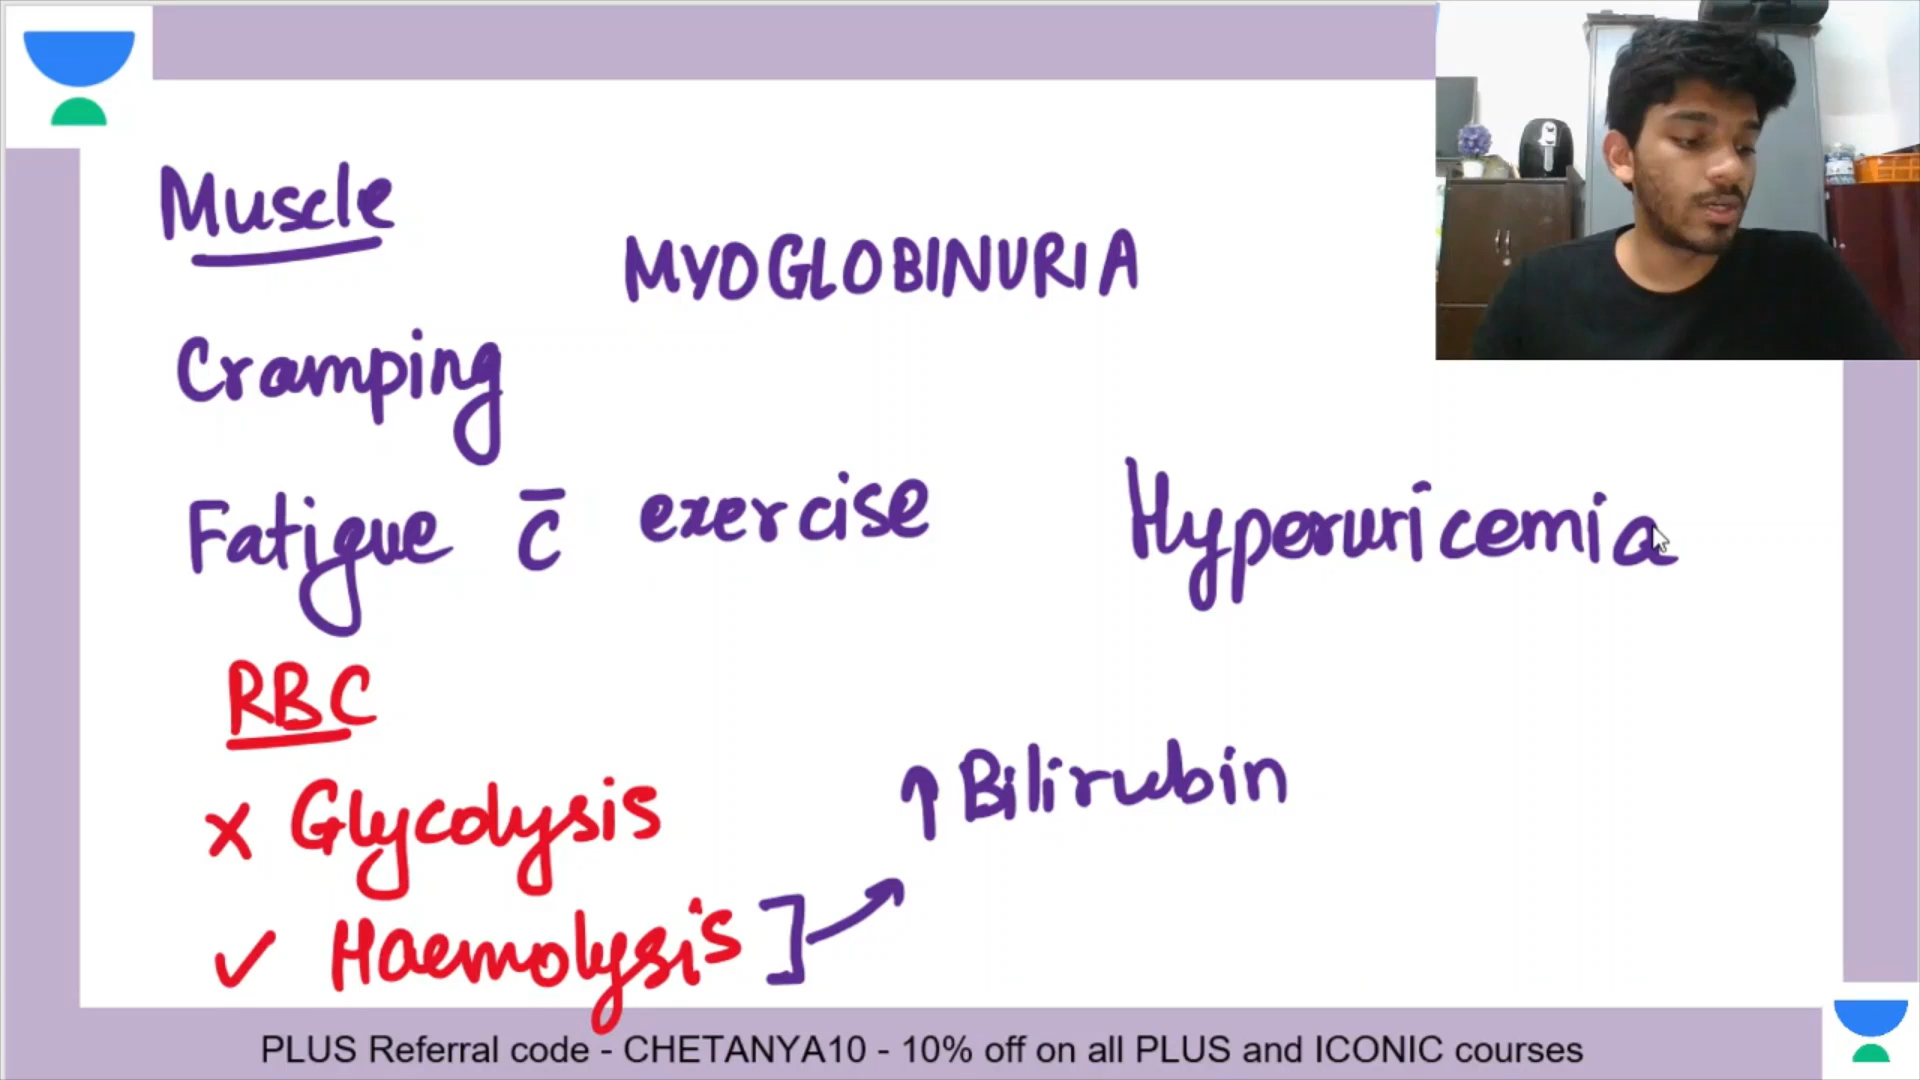 Muscle
MYOGLOBINURIA
Cramping
Fatigue c̄ exercise
Hyperuricemia
RBC
x Glycolysis
↑ Bilirubin
✓ Haemolysis ] →
PLUS Referral code - CHETANYA10 - 10% off on all PLUS and ICONIC courses